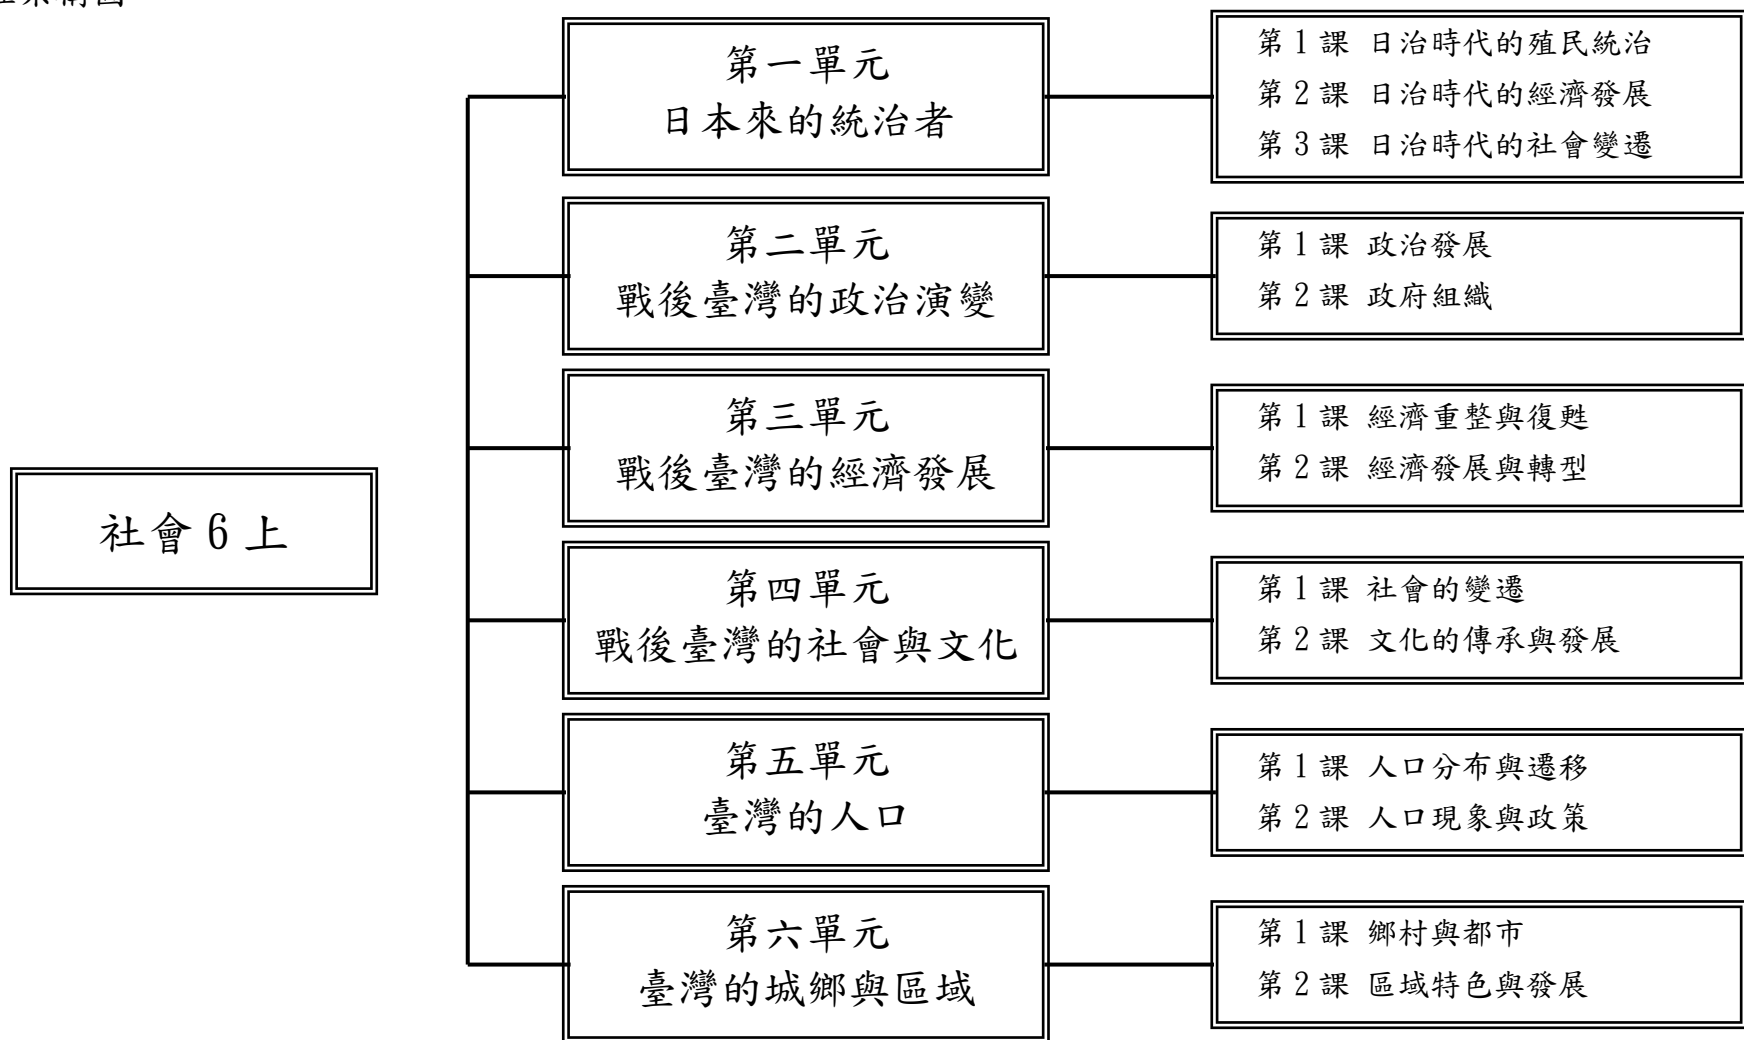 社會6上
第一單元
日本來的統治者
第1課 日治時代的殖民統治
第2課 日治時代的經濟發展
第3課 日治時代的社會變遷
第二單元
戰後臺灣的政治演變
第1課 政治發展
第2課 政府組織
第三單元
戰後臺灣的經濟發展
第1課 經濟重整與復甦
第2課 經濟發展與轉型
第四單元
戰後臺灣的社會與文化
第1課 社會的變遷
第2課 文化的傳承與發展
第五單元
臺灣的人口
第1課 人口分布與遷移
第2課 人口現象與政策
第六單元
臺灣的城鄉與區域
第1課 鄉村與都市
第2課 區域特色與發展